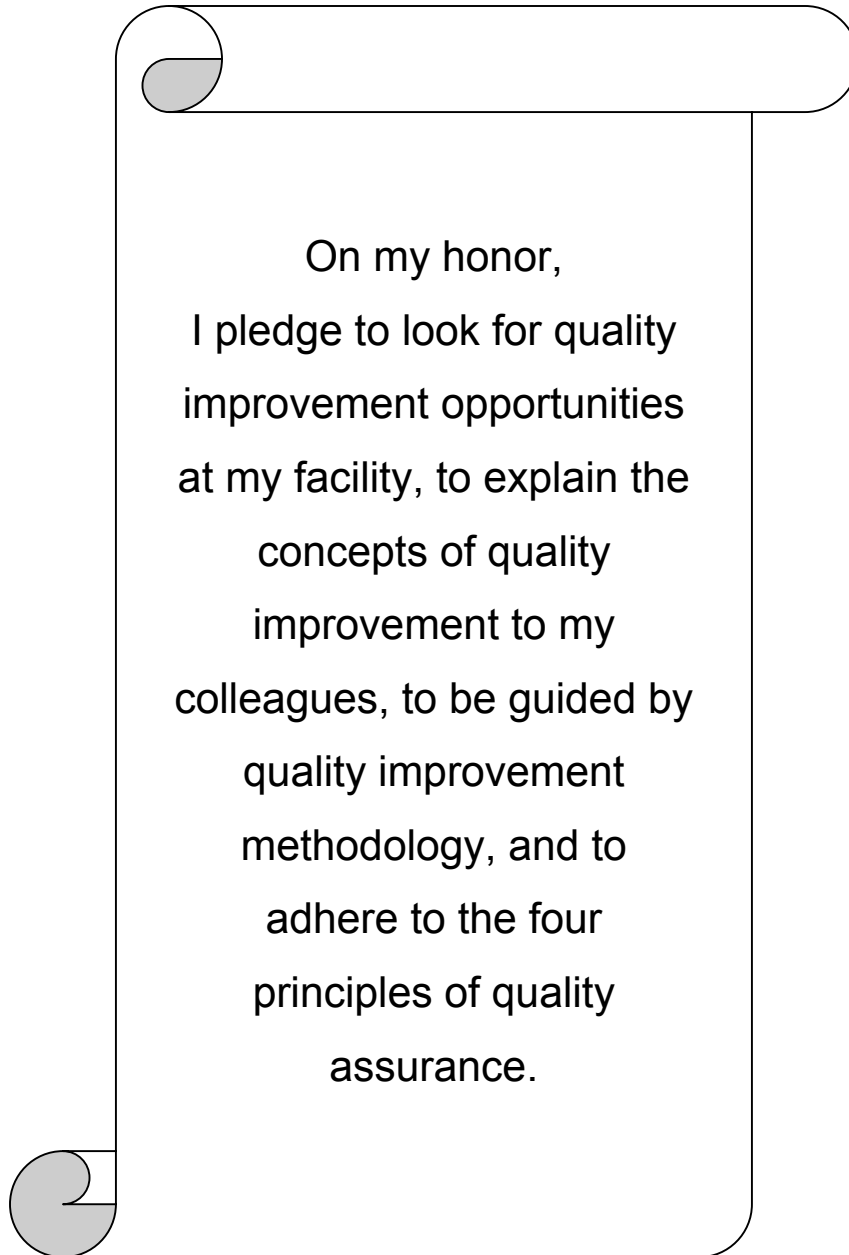 On my honor,
I pledge to look for quality
improvement opportunities
at my facility, to explain the
concepts of quality
improvement to my
colleagues, to be guided by
quality improvement
methodology, and to
adhere to the four
principles of quality
assurance.